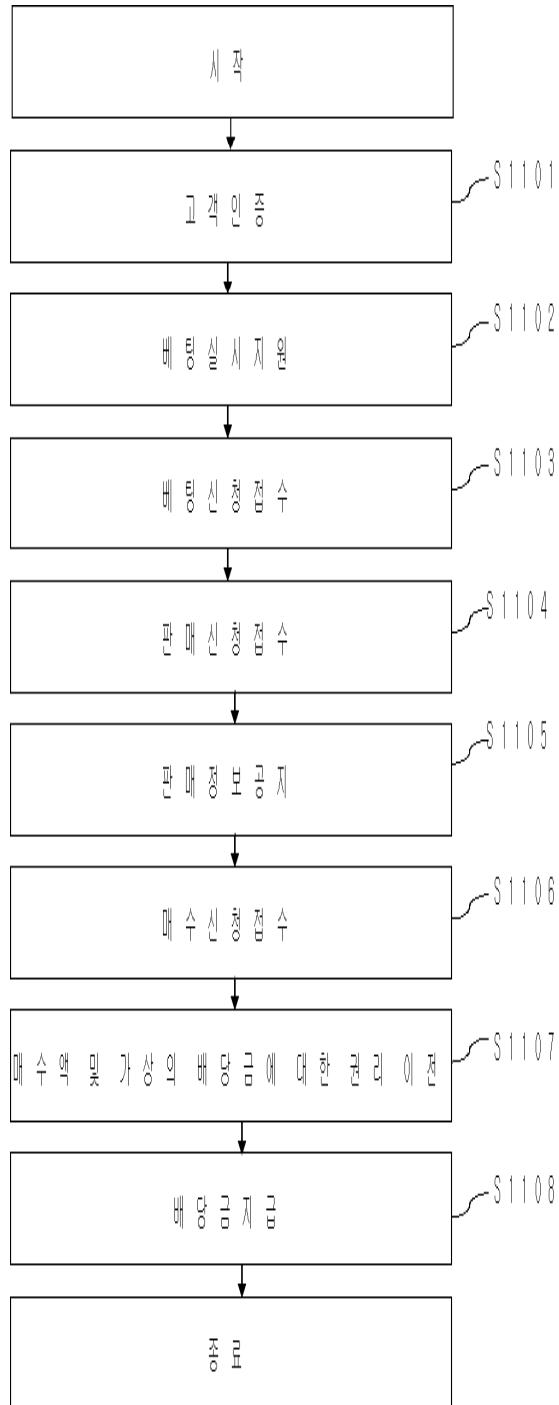 시작
고객인증
S1101
베팅실시지원
S1102
베팅신청접수
S1103
판매신청접수
S1104
판매정보공지
S1105
매수신청접수
S1106
매수액 및 가상의 배당금에 대한 권리 이전
S1107
배당금지급
S1108
종료